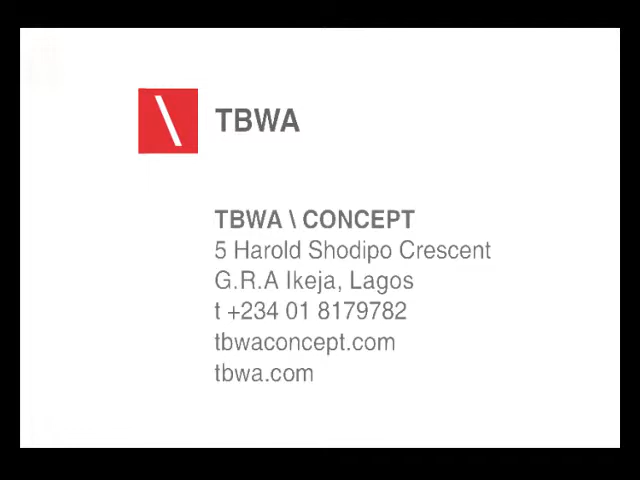 \ TBWA
TBWA \ CONCEPT
5 Harold Shodipo Crescent
G.R.A Ikeja, Lagos
t +234 01 8179782
tbwaconcept.com
tbwa.com